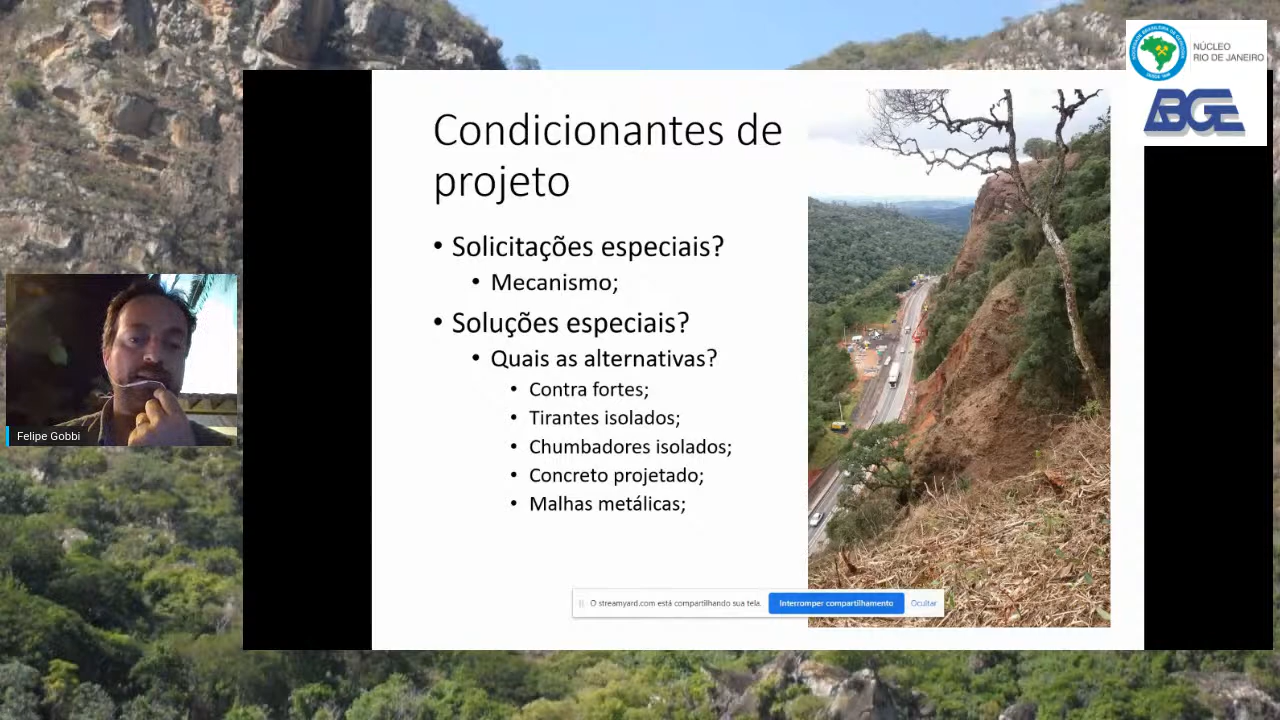 NÚCLEO
RIO DE JANEIRO
ABGE
Condicionantes de
projeto
• Solicitações especiais?
• Mecanismo;
• Soluções especiais?
• Quais as alternativas?
• Contra fortes;
• Tirantes isolados;
• Chumbadores isolados;
• Concreto projetado;
• Malhas metálicas;
Felipe Gobbi
O streamyard.com está compartilhando sua tela.
Interromper compartilhamento
Ocultar